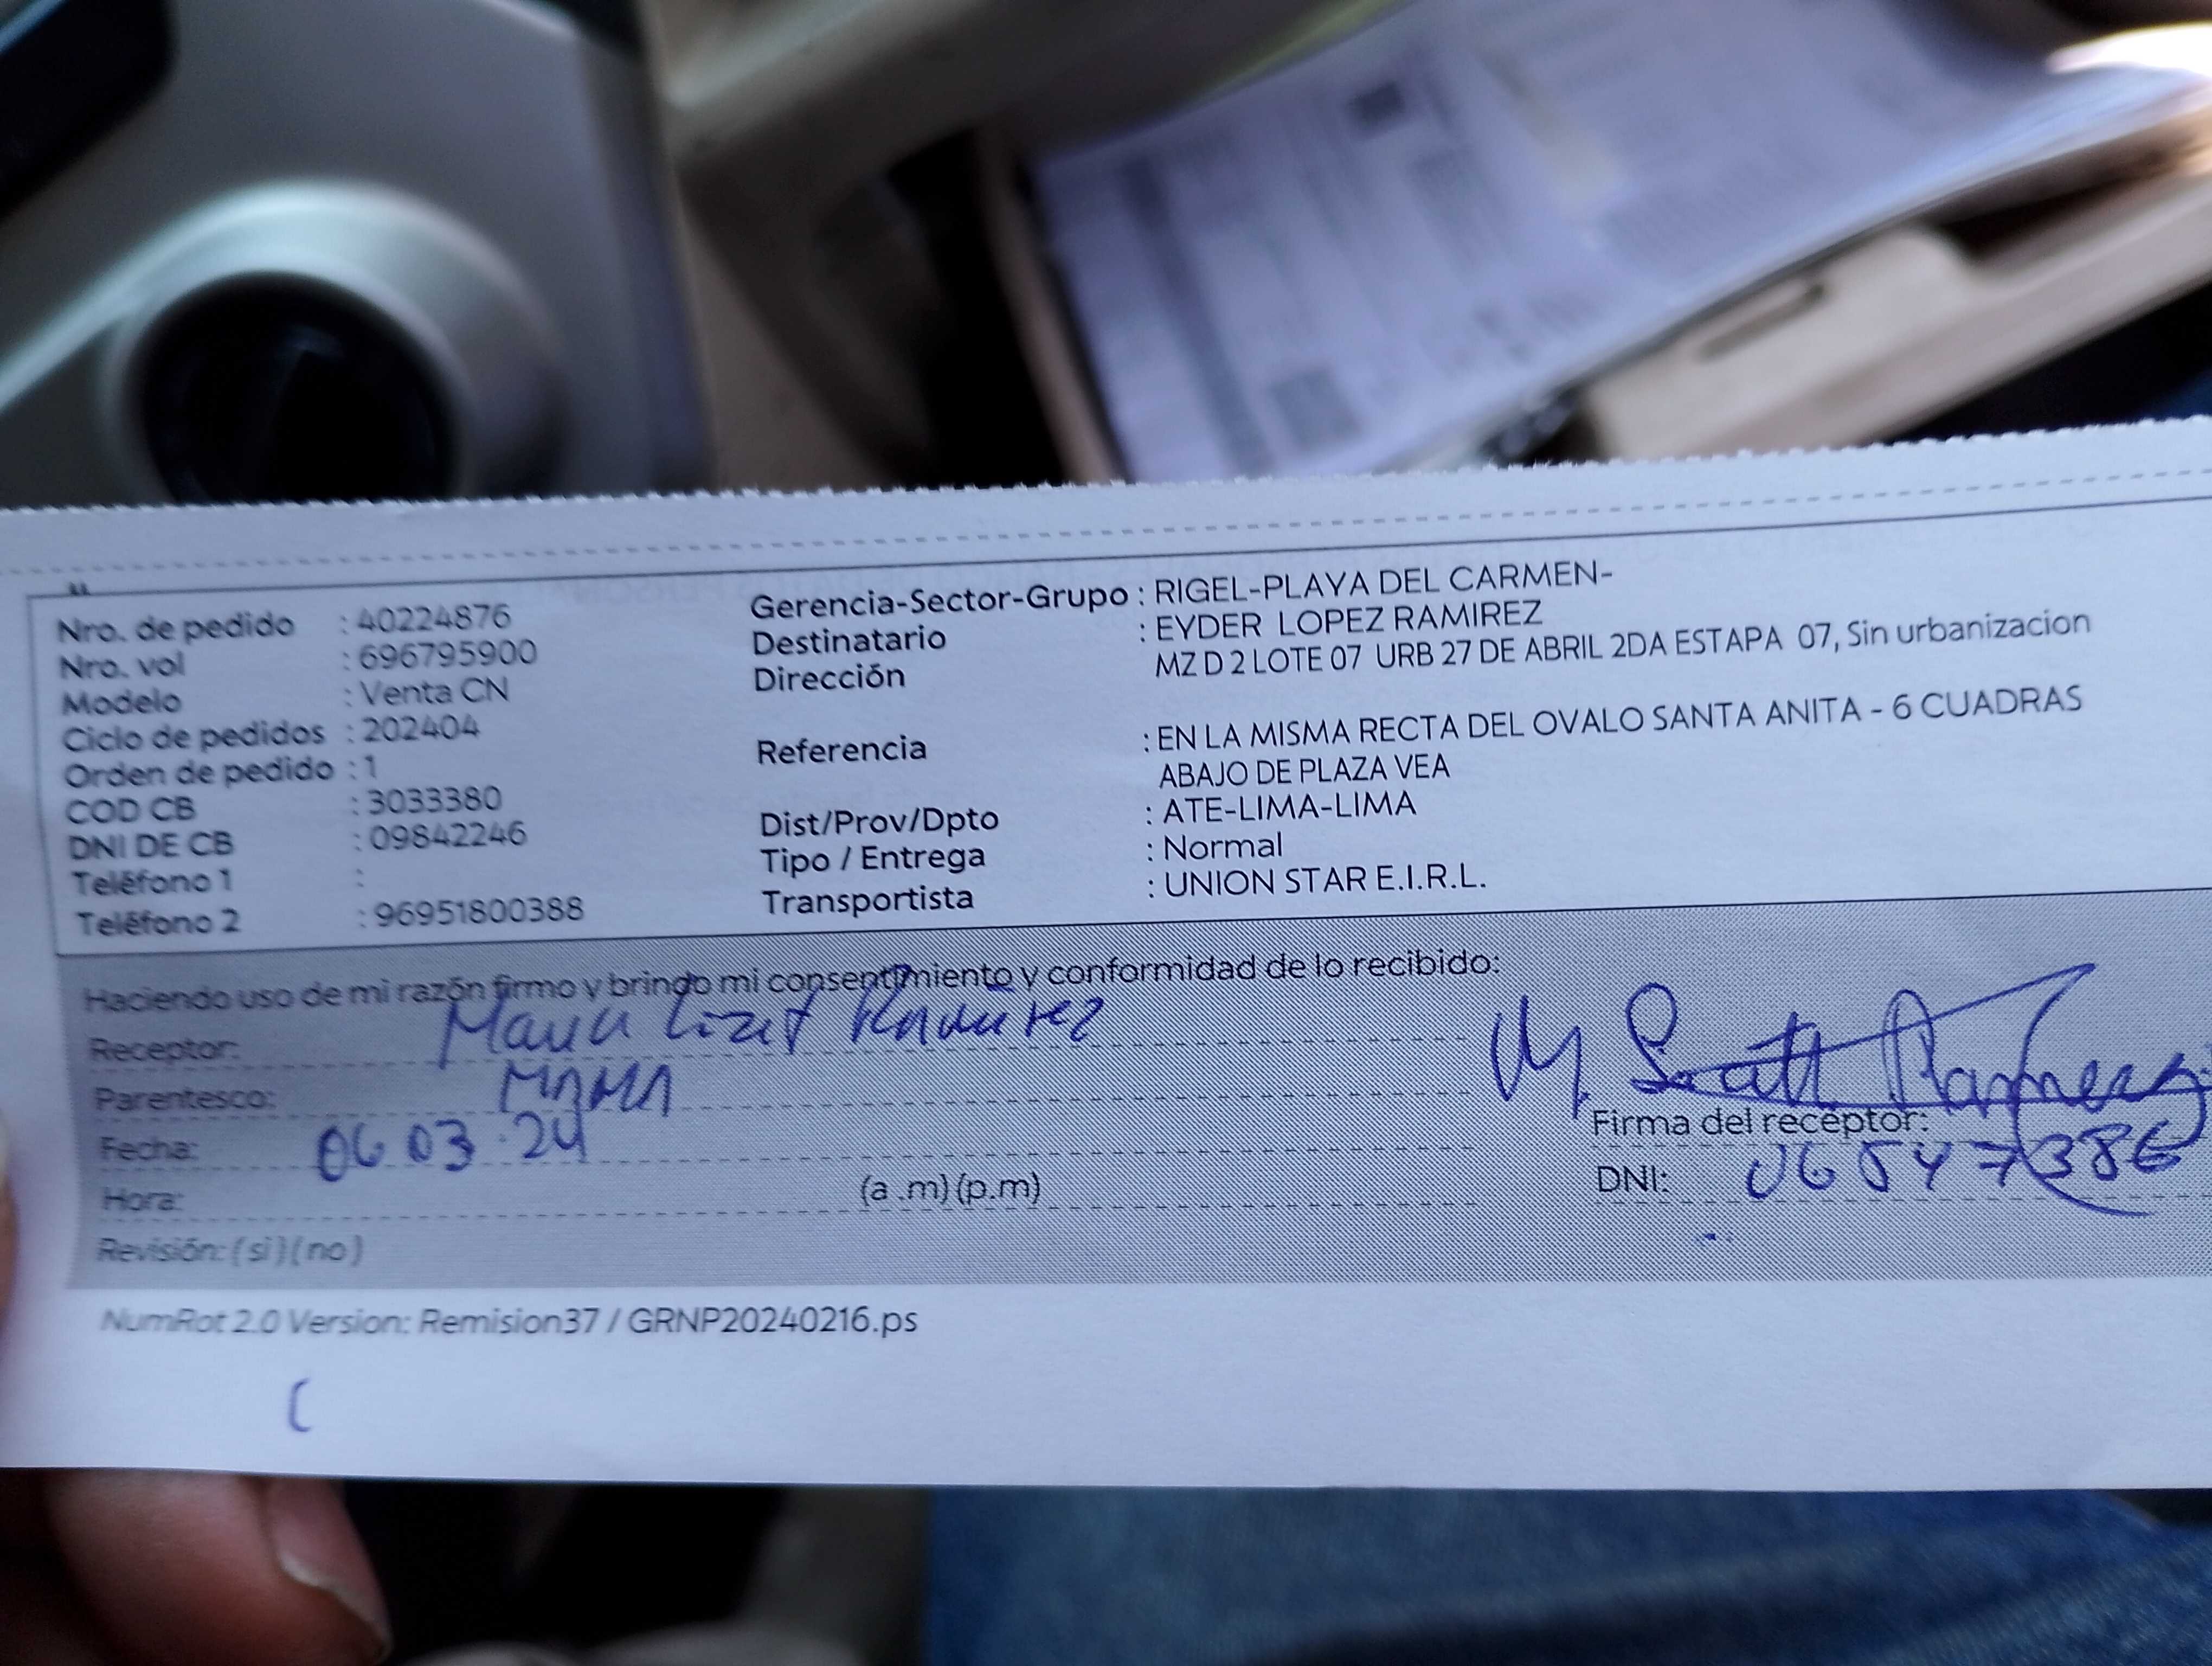 Nro. de pedido : 40224876
Nro. vol : 696795900
Modelo : Venta CN
Ciclo de pedidos : 202404
Orden de pedido : 1
COD CB : 3033380
DNI DE CB : 09842246
Teléfono 1 :
Teléfono 2 : 96951800388
Gerencia-Sector-Grupo : RIGEL-PLAYA DEL CARMEN-
Destinatario : EYDER LOPEZ RAMIREZ
Dirección : MZ D 2 LOTE 07 URB 27 DE ABRIL 2DA ESTAPA 07, Sin urbanizacion
Referencia : EN LA MISMA RECTA DEL OVALO SANTA ANITA - 6 CUADRAS
ABAJO DE PLAZA VEA
Dist/Prov/Dpto : ATE-LIMA-LIMA
Tipo / Entrega : Normal
Transportista : UNION STAR E.I.R.L.
Haciendo uso de mi razón firmo y brindo mi consentimiento y conformidad de lo recibido:
Receptor: Ramirez
Parentesco: MAMA
Fecha: 06 03 . 24
Hora: (a .m) (p.m)
Revisión: ( si ) ( no )
Firma del receptor:
DNI: 06547386
NumRot 2.0 Version: Remision37 / GRNP20240216.ps